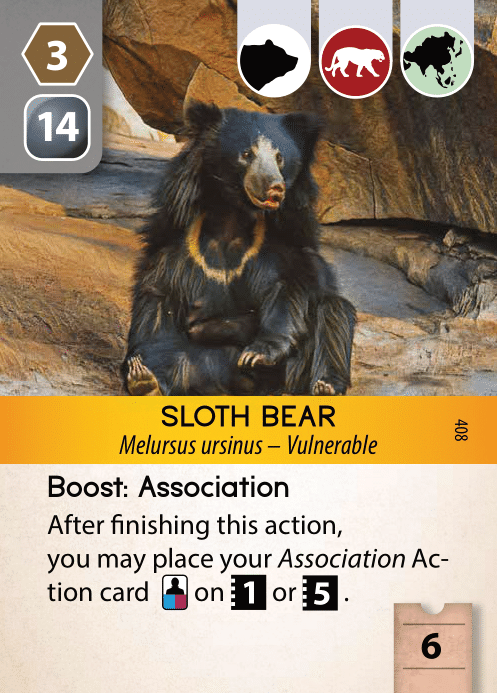 3
14
SLOTH BEAR
Melursus ursinus – Vulnerable
408
Boost: Association
After finishing this action,
you may place your Association Ac-
tion card on 1 or 5 .
6